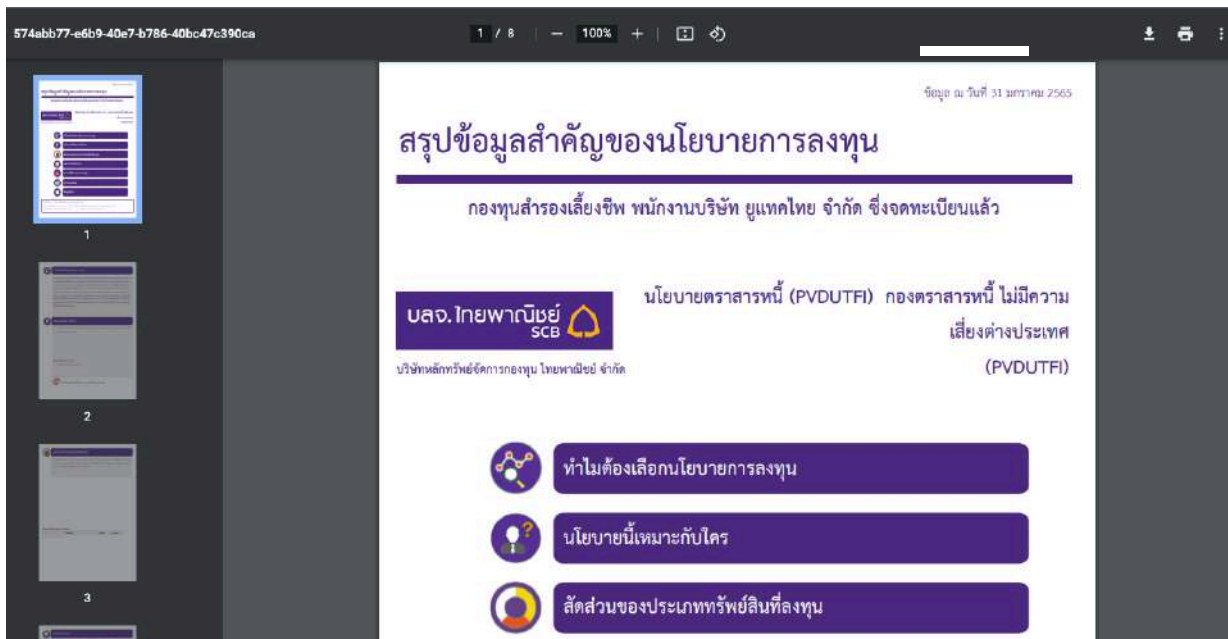 574abb77-e6b9-40e7-b786-40bc47c390ca
1 / 8
100%
ข้อมูล ณ วันที่ 31 มกราคม 2565
สรุปข้อมูลสำคัญของนโยบายการลงทุน
กองทุนสำรองเลี้ยงชีพ พนักงานบริษัท ยูแทคไทย จำกัด ซึ่งจดทะเบียนแล้ว
บลจ.ไทยพาณิชย์
SCB
บริษัทหลักทรัพย์จัดการกองทุน ไทยพาณิชย์ จำกัด
นโยบายตราสารหนี้ (PVDUTFI) กองตราสารหนี้ ไม่มีความ
เสี่ยงต่างประเทศ
(PVDUTFI)
ทำไมต้องเลือกนโยบายการลงทุน
นโยบายนี้เหมาะกับใคร
สัดส่วนของประเภททรัพย์สินที่ลงทุน
1
2
3